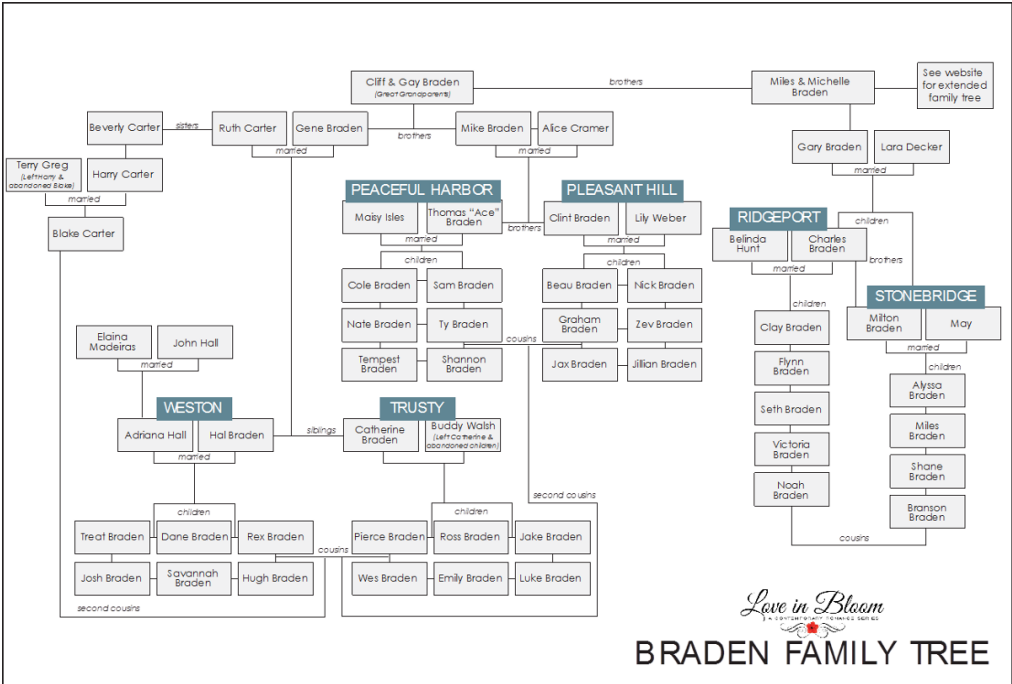 Cliff & Gay Braden
(Great Grandparents)
brothers
Miles & Michelle
Braden
See website
for extended
family tree
Beverly Carter
sisters
Ruth Carter
Gene Braden
brothers
Mike Braden
Alice Cramer
married
married
Gary Braden
Lara Decker
married
Terry Greg
(Left Harry &
abandoned Blake)
Harry Carter
married
Blake Carter
PEACEFUL HARBOR
Maisy Isles
Thomas “Ace”
Braden
married
children
brothers
PLEASANT HILL
Clint Braden
Lily Weber
married
children
children
RIDGEPORT
Belinda
Hunt
Charles
Braden
married
brothers
children
STONEBRIDGE
Milton
Braden
May
married
children
Cole Braden
Sam Braden
Nate Braden
Ty Braden
Tempest
Braden
Shannon
Braden
cousins
Beau Braden
Nick Braden
Graham
Braden
Zev Braden
Jax Braden
Jillian Braden
Clay Braden
Flynn
Braden
Seth Braden
Victoria
Braden
Noah
Braden
Alyssa
Braden
Miles
Braden
Shane
Braden
Branson
Braden
cousins
Elaina
Madeiras
John Hall
married
WESTON
Adriana Hall
Hal Braden
married
siblings
TRUSTY
Catherine
Braden
Buddy Walsh
(Left Catherine &
abandoned children)
married
children
children
second cousins
Treat Braden
Dane Braden
Rex Braden
cousins
Pierce Braden
Ross Braden
Jake Braden
Josh Braden
Savannah
Braden
Hugh Braden
Wes Braden
Emily Braden
Luke Braden
second cousins
Love in Bloom
A CONTEMPORARY ROMANCE SERIES
BRADEN FAMILY TREE